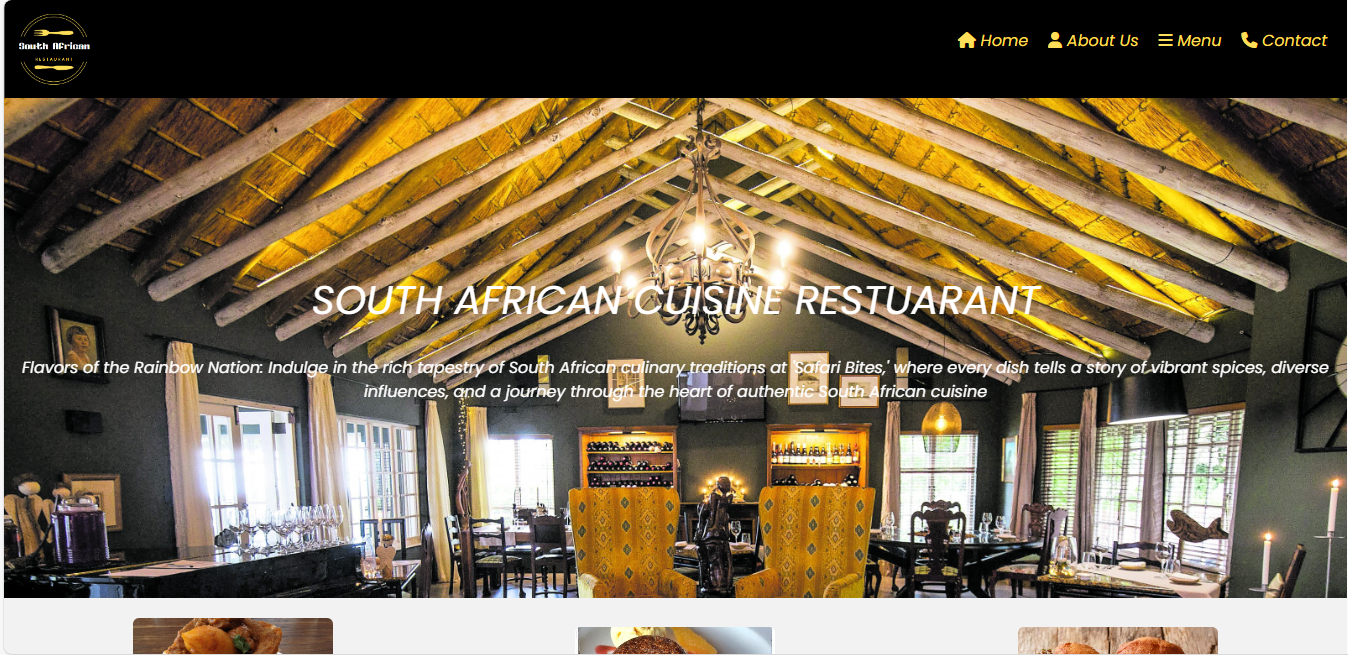 South African
RESTAURANT
Home About Us Menu Contact
SOUTH AFRICAN CUISINE RESTUARANT
Flavors of the Rainbow Nation: Indulge in the rich tapestry of South African culinary traditions at 'Safari Bites,' where every dish tells a story of vibrant spices, diverse
influences, and a journey through the heart of authentic South African cuisine